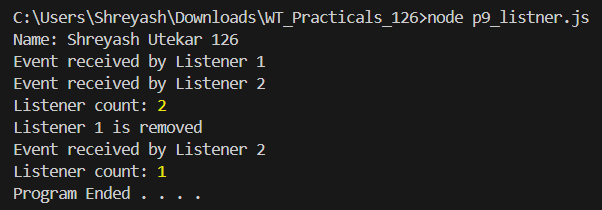 C:\Users\Shreyash\Downloads\WT_Practicals_126>node p9_listner.js
Name: Shreyash Utekar 126
Event received by Listener 1
Event received by Listener 2
Listener count: 2
Listener 1 is removed
Event received by Listener 2
Listener count: 1
Program Ended . . . .